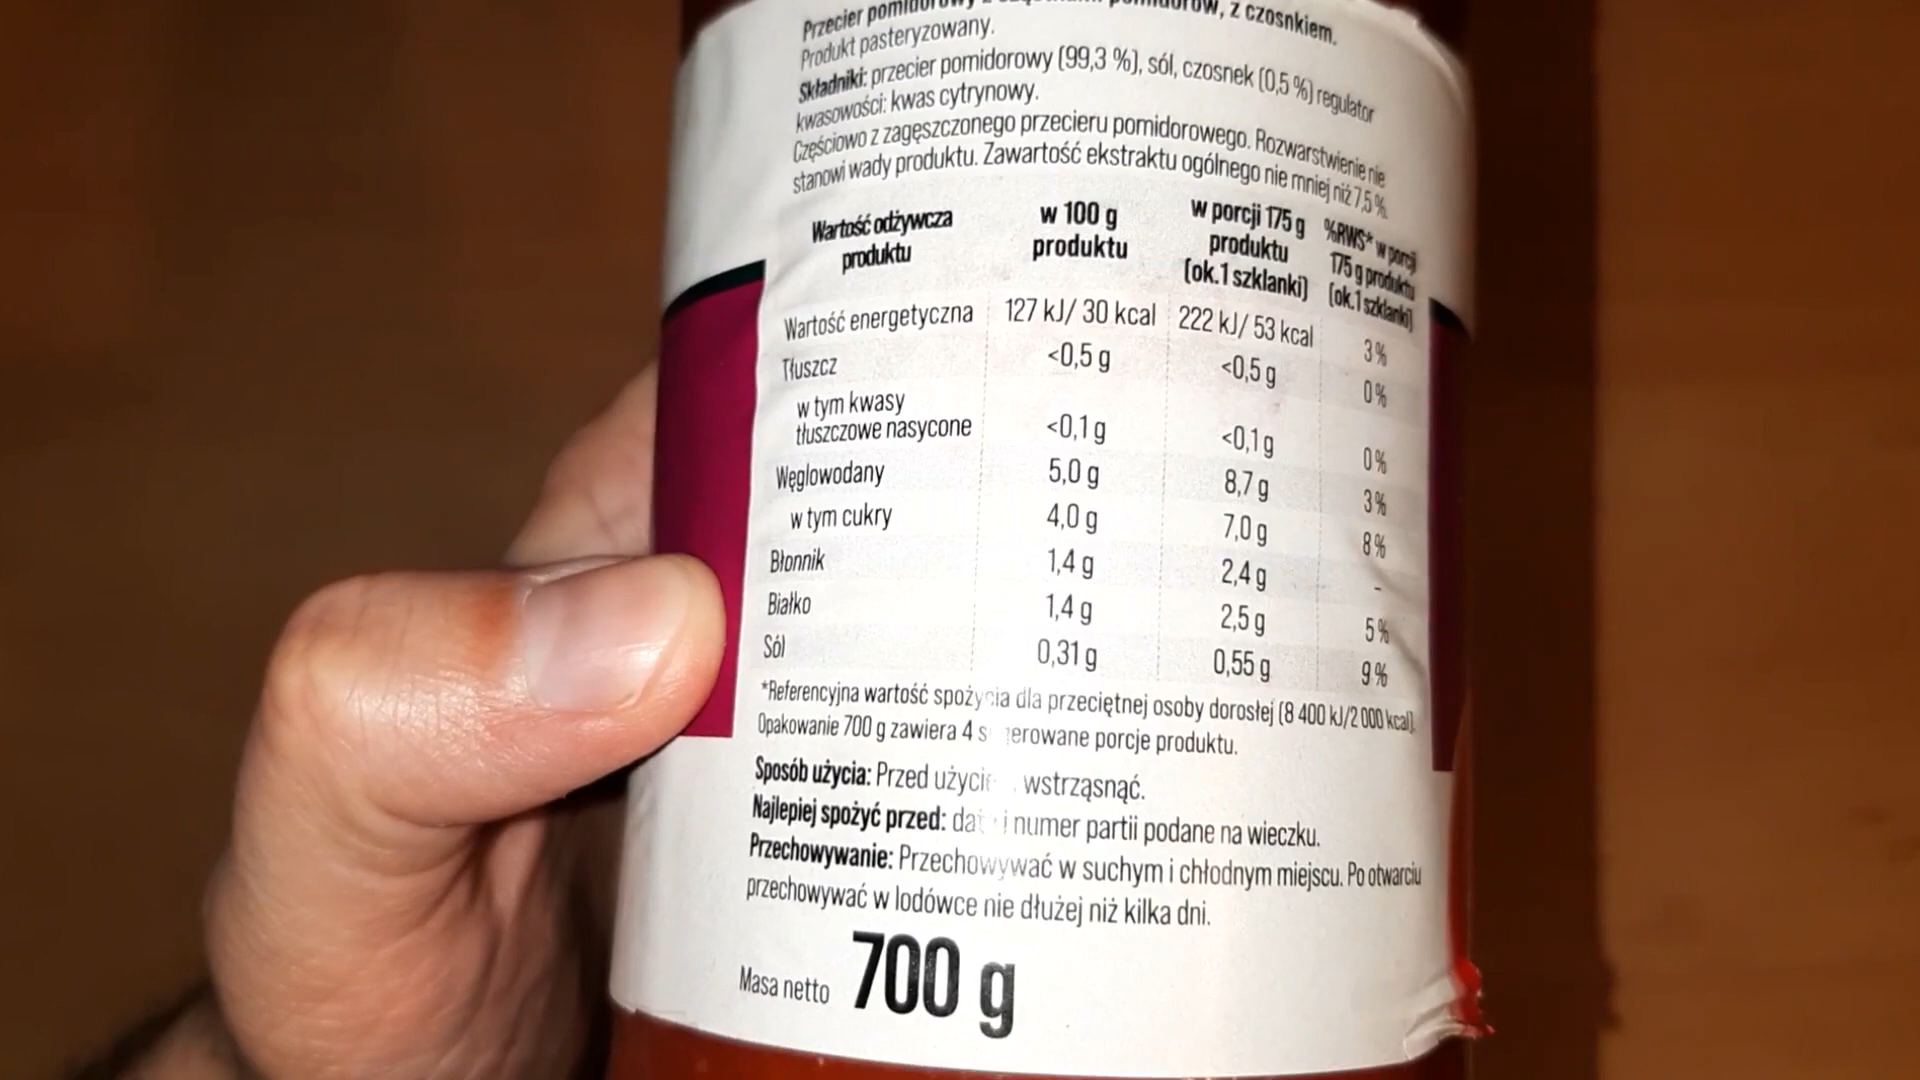 Przecier pomidorowy z pomidorów, z czosnkiem.
Produkt pasteryzowany.
Składniki: przecier pomidorowy (99,3 %), sól, czosnek (0,5 %) regulator
kwasowości: kwas cytrynowy.
Częściowo z zagęszczonego przecieru pomidorowego. Rozwarstwienie nie
stanowi wady produktu. Zawartość ekstraktu ogólnego nie mniej niż 7,5 %.
Wartość odżywcza produktu
w 100 g produktu
w porcji 175 g produktu (ok.1 szklanki)
%RWS* w porcji 175 g produktu (ok.1 szklanki)
Wartość energetyczna 127 kJ/ 30 kcal 222 kJ/ 53 kcal 3%
Tłuszcz <0,5 g <0,5 g 0%
w tym kwasy
tłuszczowe nasycone <0,1 g <0,1 g 0%
Węglowodany 5,0 g 8,7 g 3%
w tym cukry 4,0 g 7,0 g 8%
Błonnik 1,4 g 2,4 g -
Białko 1,4 g 2,5 g 5%
Sól 0,31 g 0,55 g 9%
*Referencyjna wartość spożycia dla przeciętnej osoby dorosłej (8 400 kJ/2 000 kcal).
Opakowanie 700 g zawiera 4 porcje produktu.
Sposób użycia: Przed wstrząsnąć.
Najlepiej spożyć przed: i numer partii podane na wieczku.
Przechowywanie: Przechowywać w suchym i chłodnym miejscu. Po otwarciu
przechowywać w lodówce nie dłużej niż kilka dni.
Masa netto 700 g